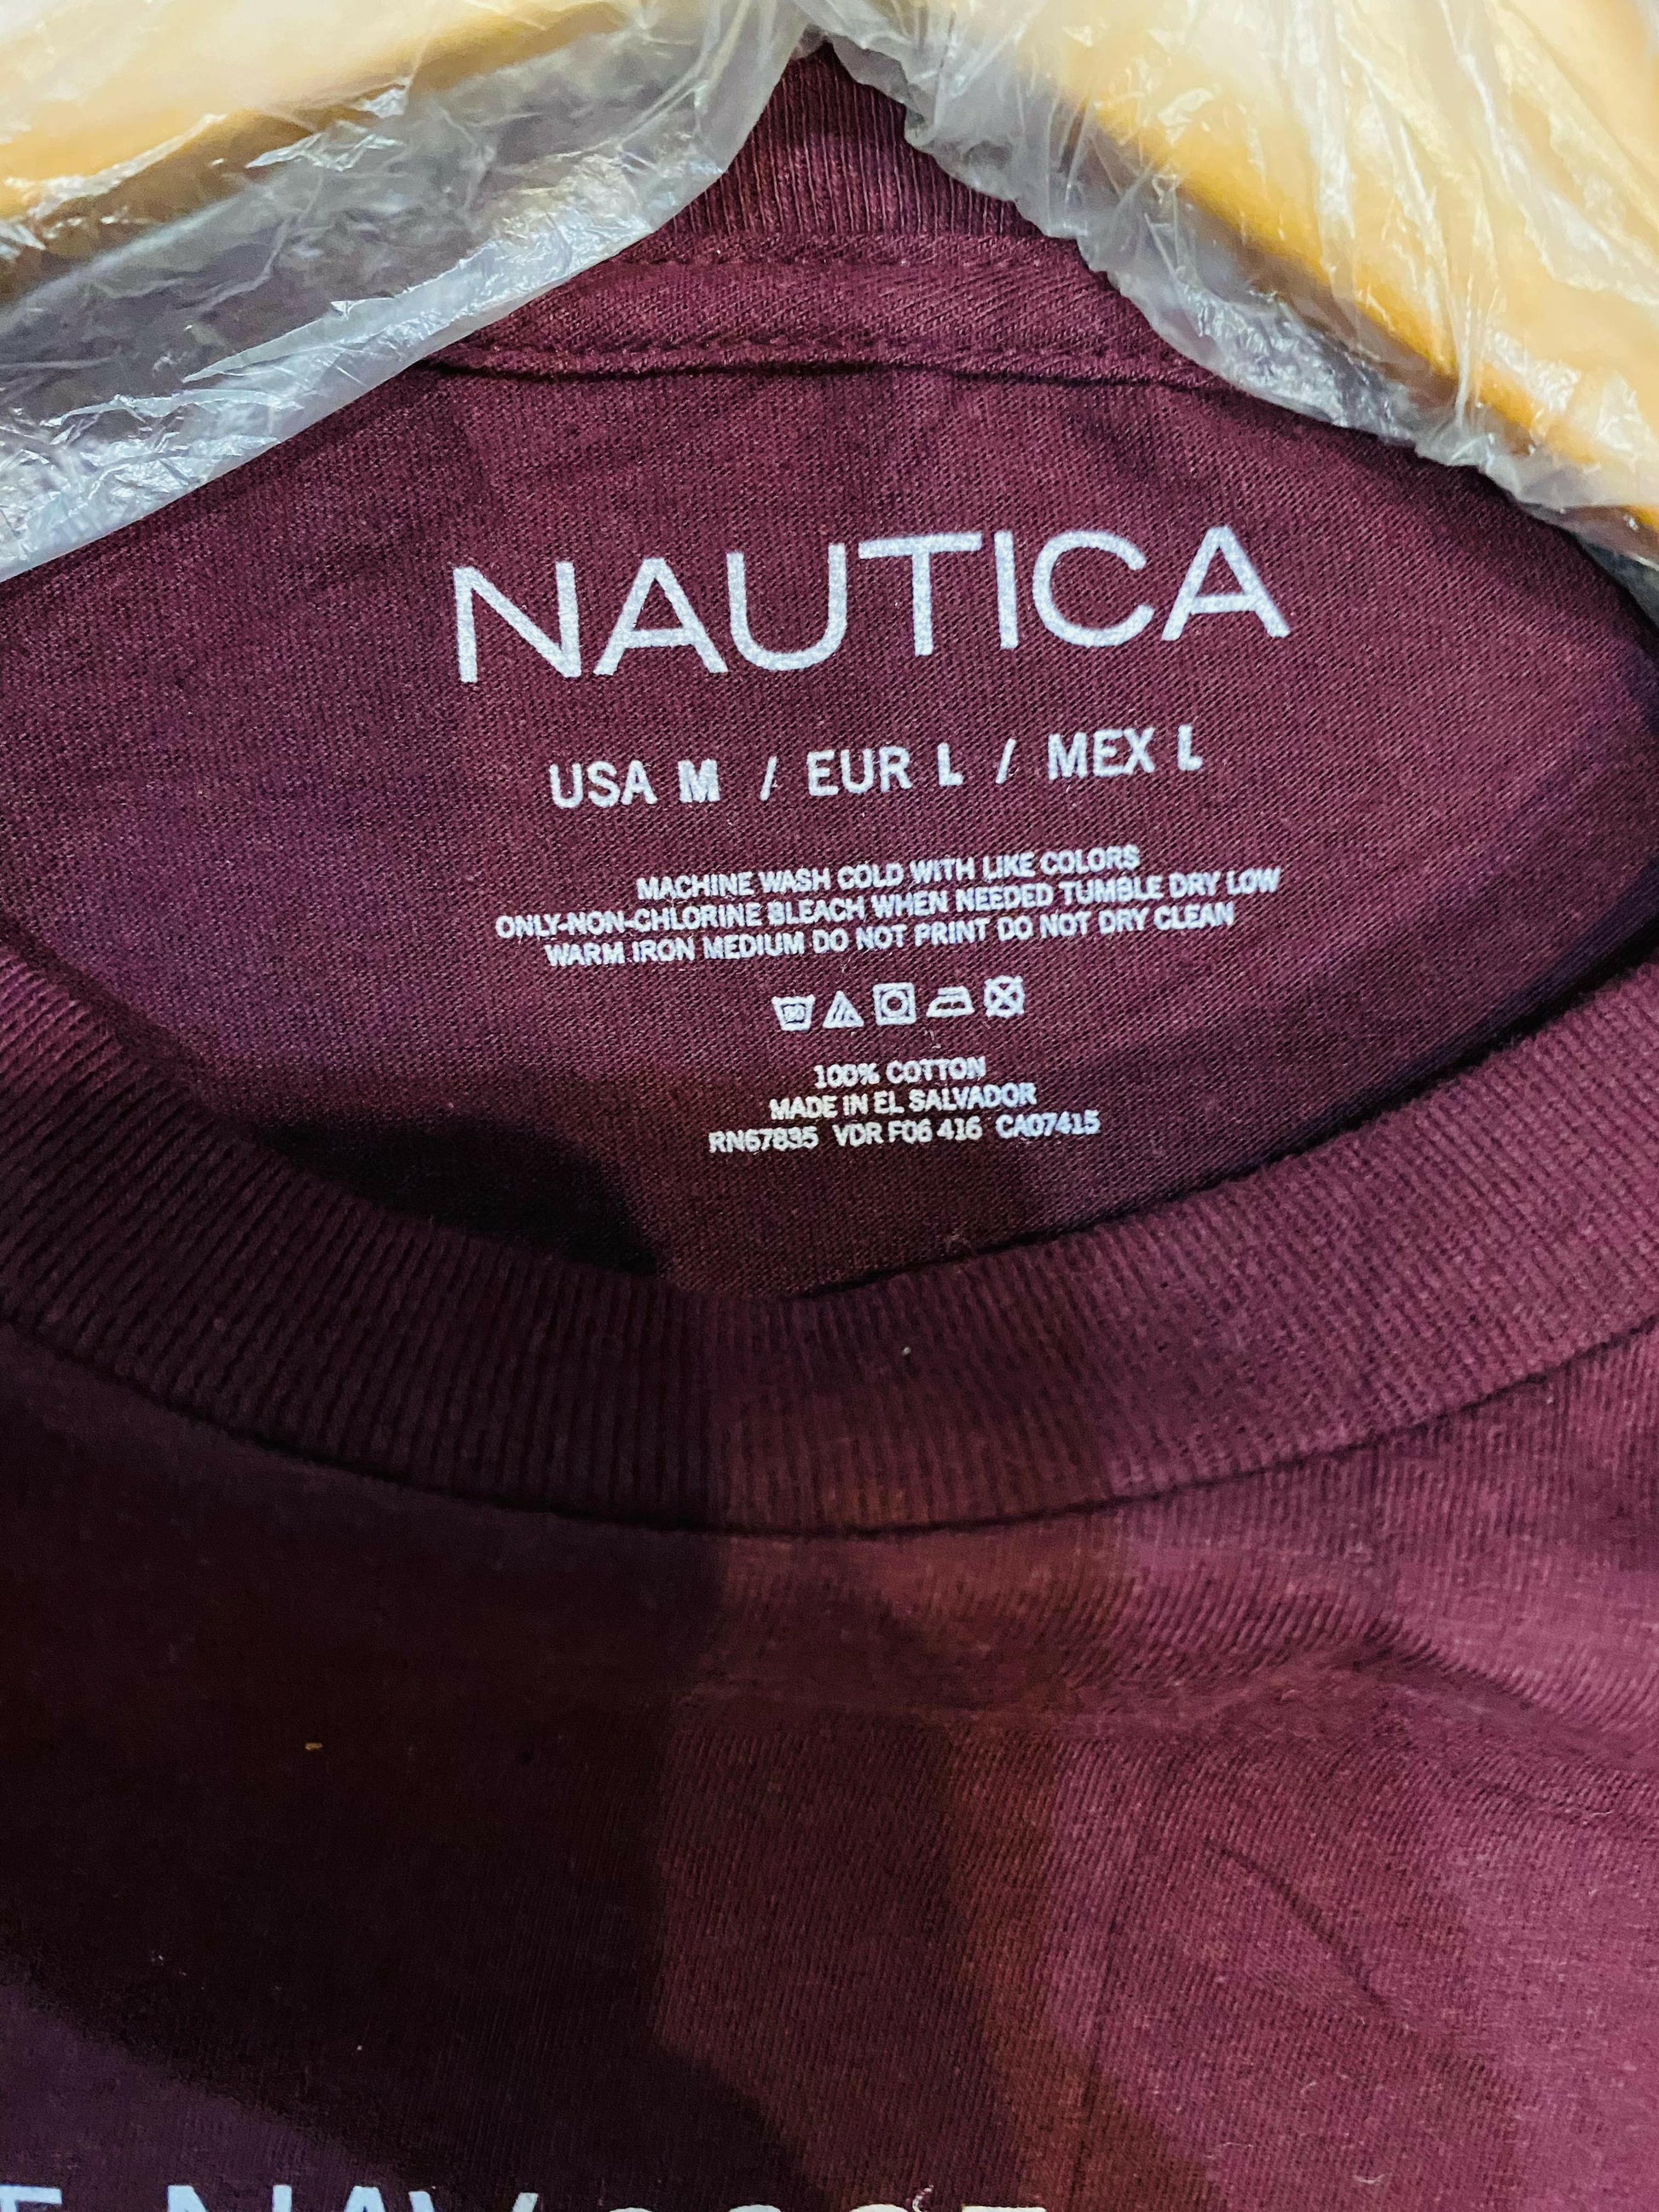 NAUTICA
USA M / EUR L / MEX L
MACHINE WASH COLD WITH LIKE COLORS
ONLY-NON-CHLORINE BLEACH WHEN NEEDED TUMBLE DRY LOW
WARM IRON MEDIUM DO NOT PRINT DO NOT DRY CLEAN
30
100% COTTON
MADE IN EL SALVADOR
RN67835 VDR F06 416 CA07415